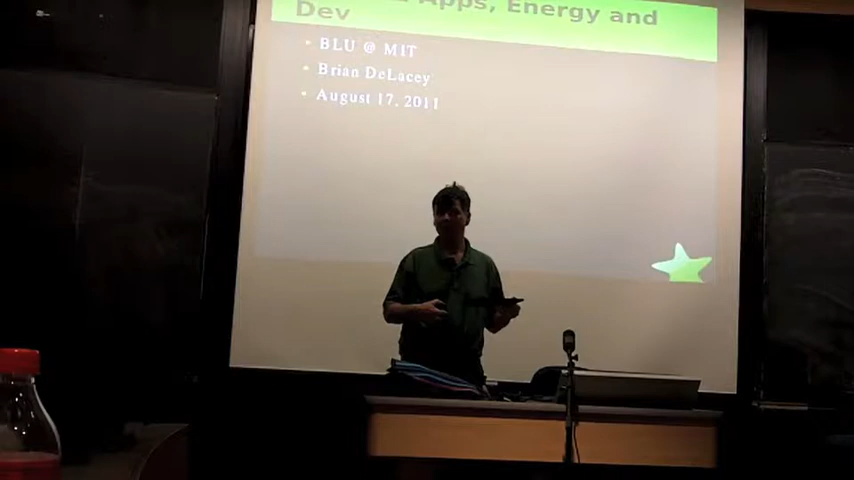 Apps, Energy and
Dev
BLU @ MIT
Brian DeLacey
August 17, 2011